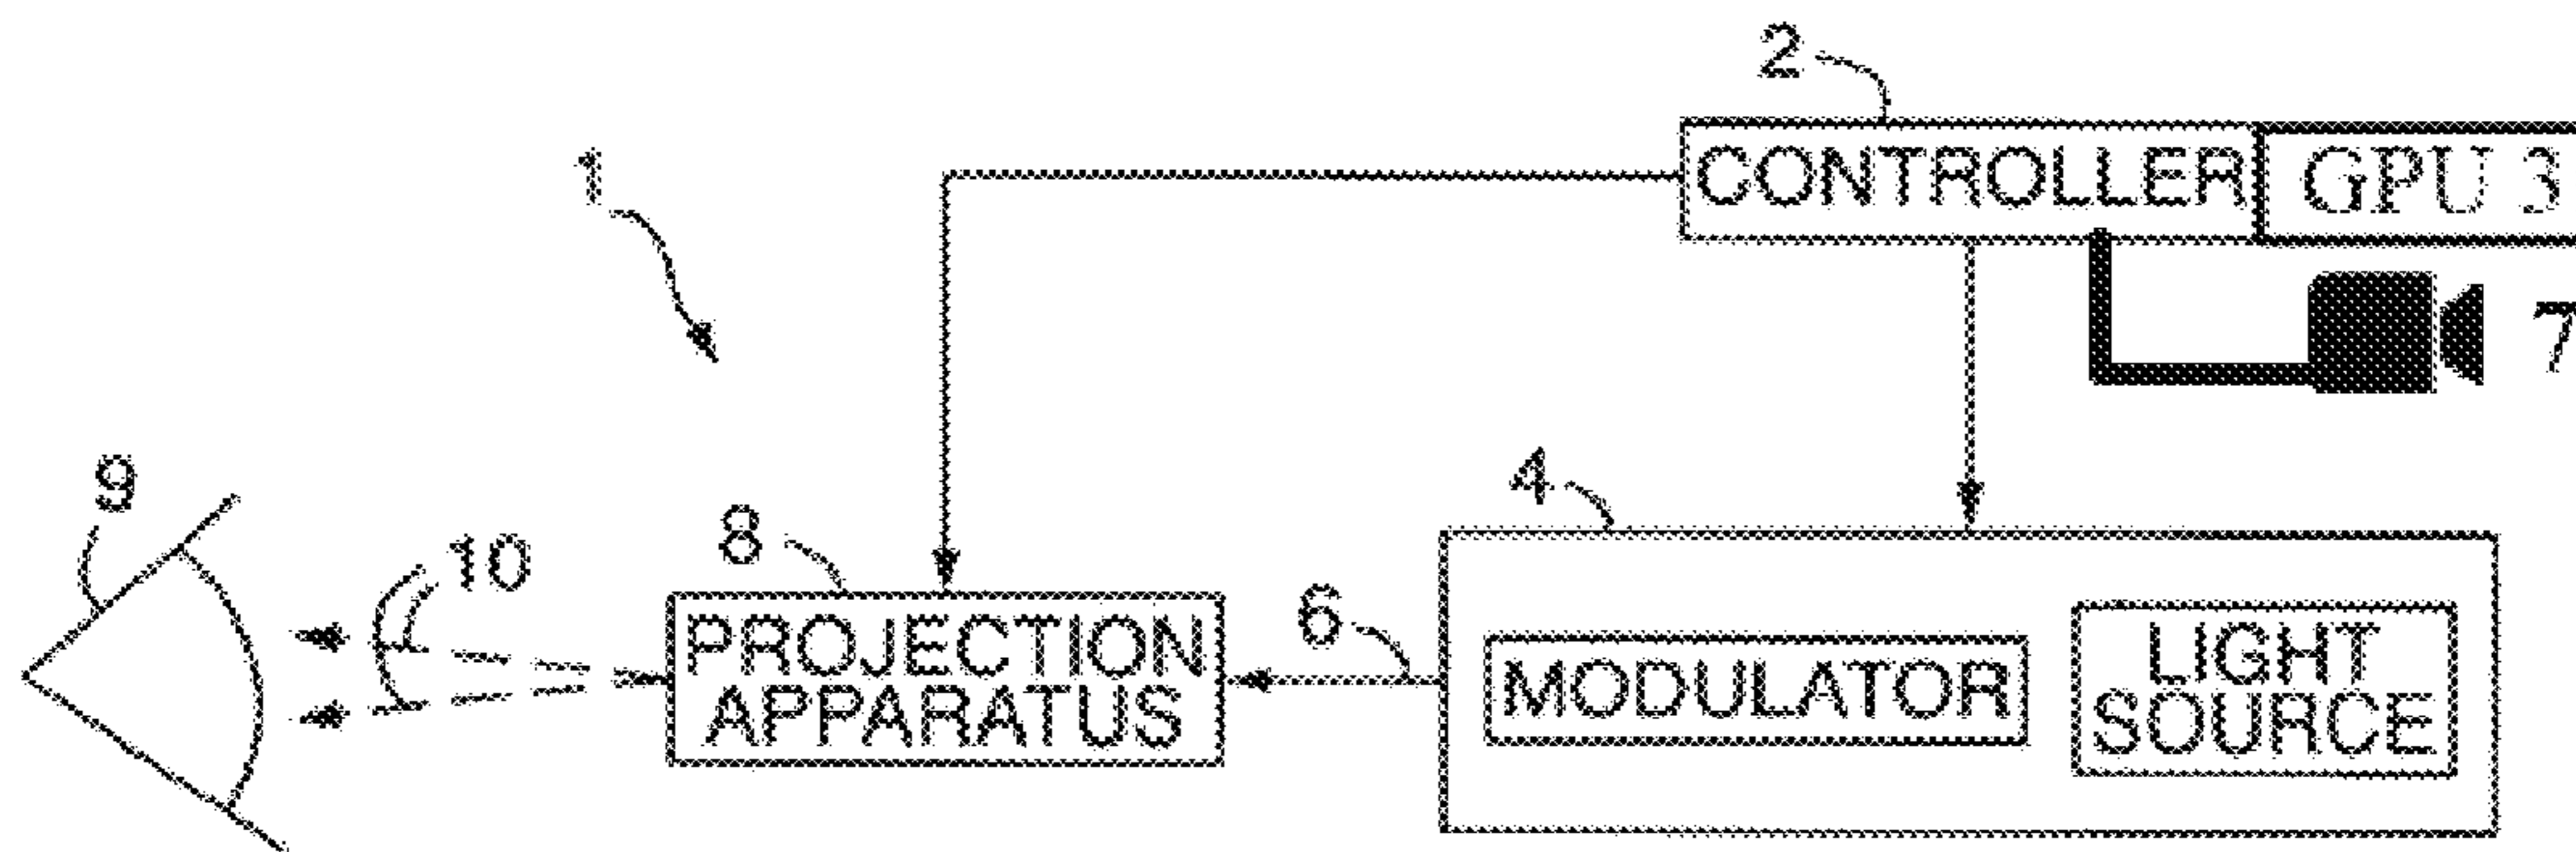 2
CONTROLLER GPU 3
1
7
9
10
8
4
6
PROJECTION
APPARATUS
MODULATOR
LIGHT
SOURCE